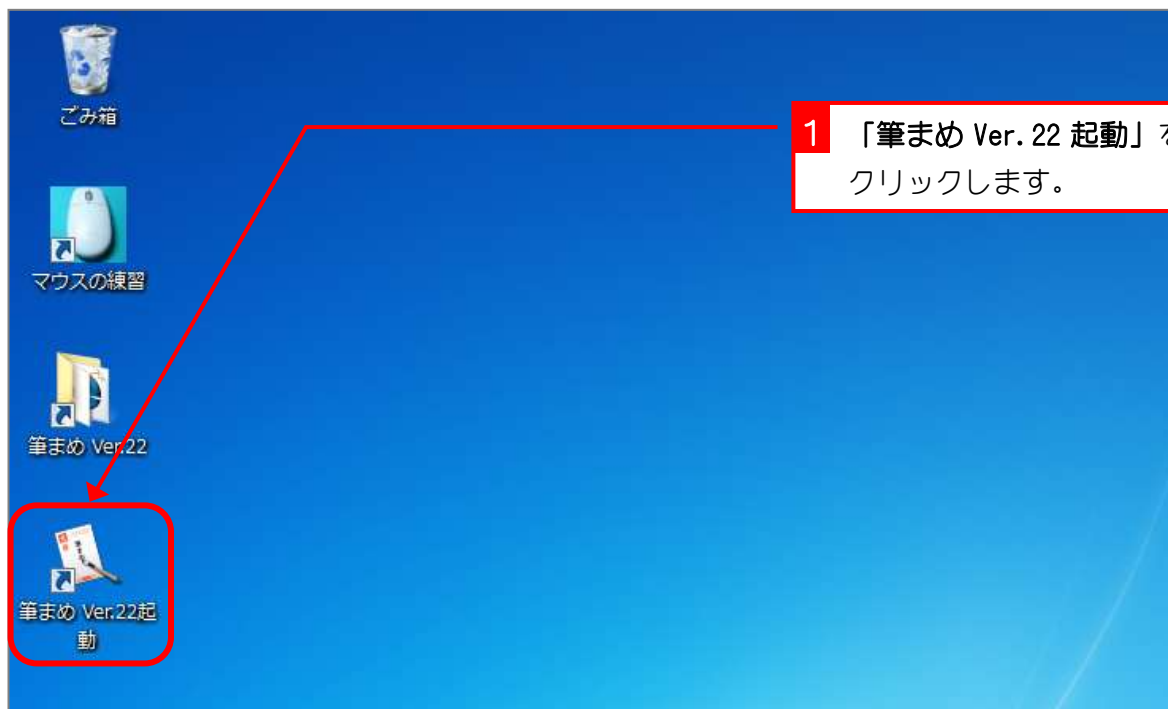 ごみ箱
マウスの練習
筆まめ Ver.22
筆まめ Ver.22起
動
1 「筆まめ Ver.22 起動」を
クリックします。